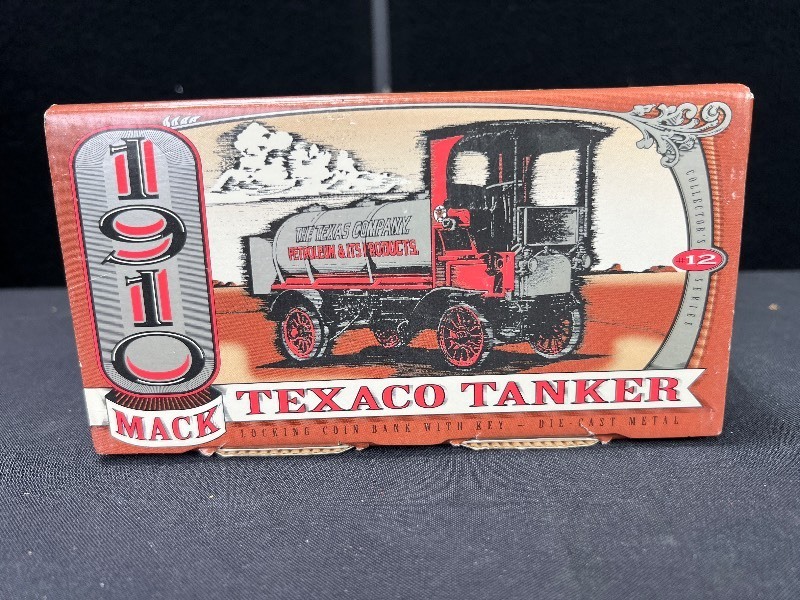 1910
MACK
THE TEXAS COMPANY.
PETROLEUM & ITS PRODUCTS.
COLLECTOR'S
#12
SERIES
TEXACO TANKER
LOCKING COIN BANK WITH KEY - DIE-CAST METAL